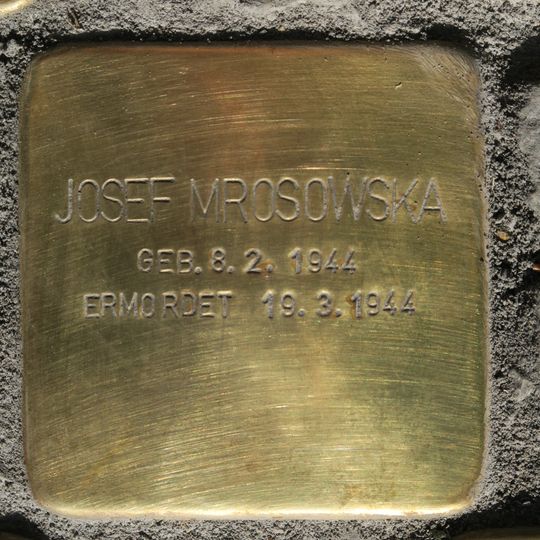 JOSEF MROSOWSKA
GEB. 8. 2. 1944
ERMORDET 19. 3. 1944